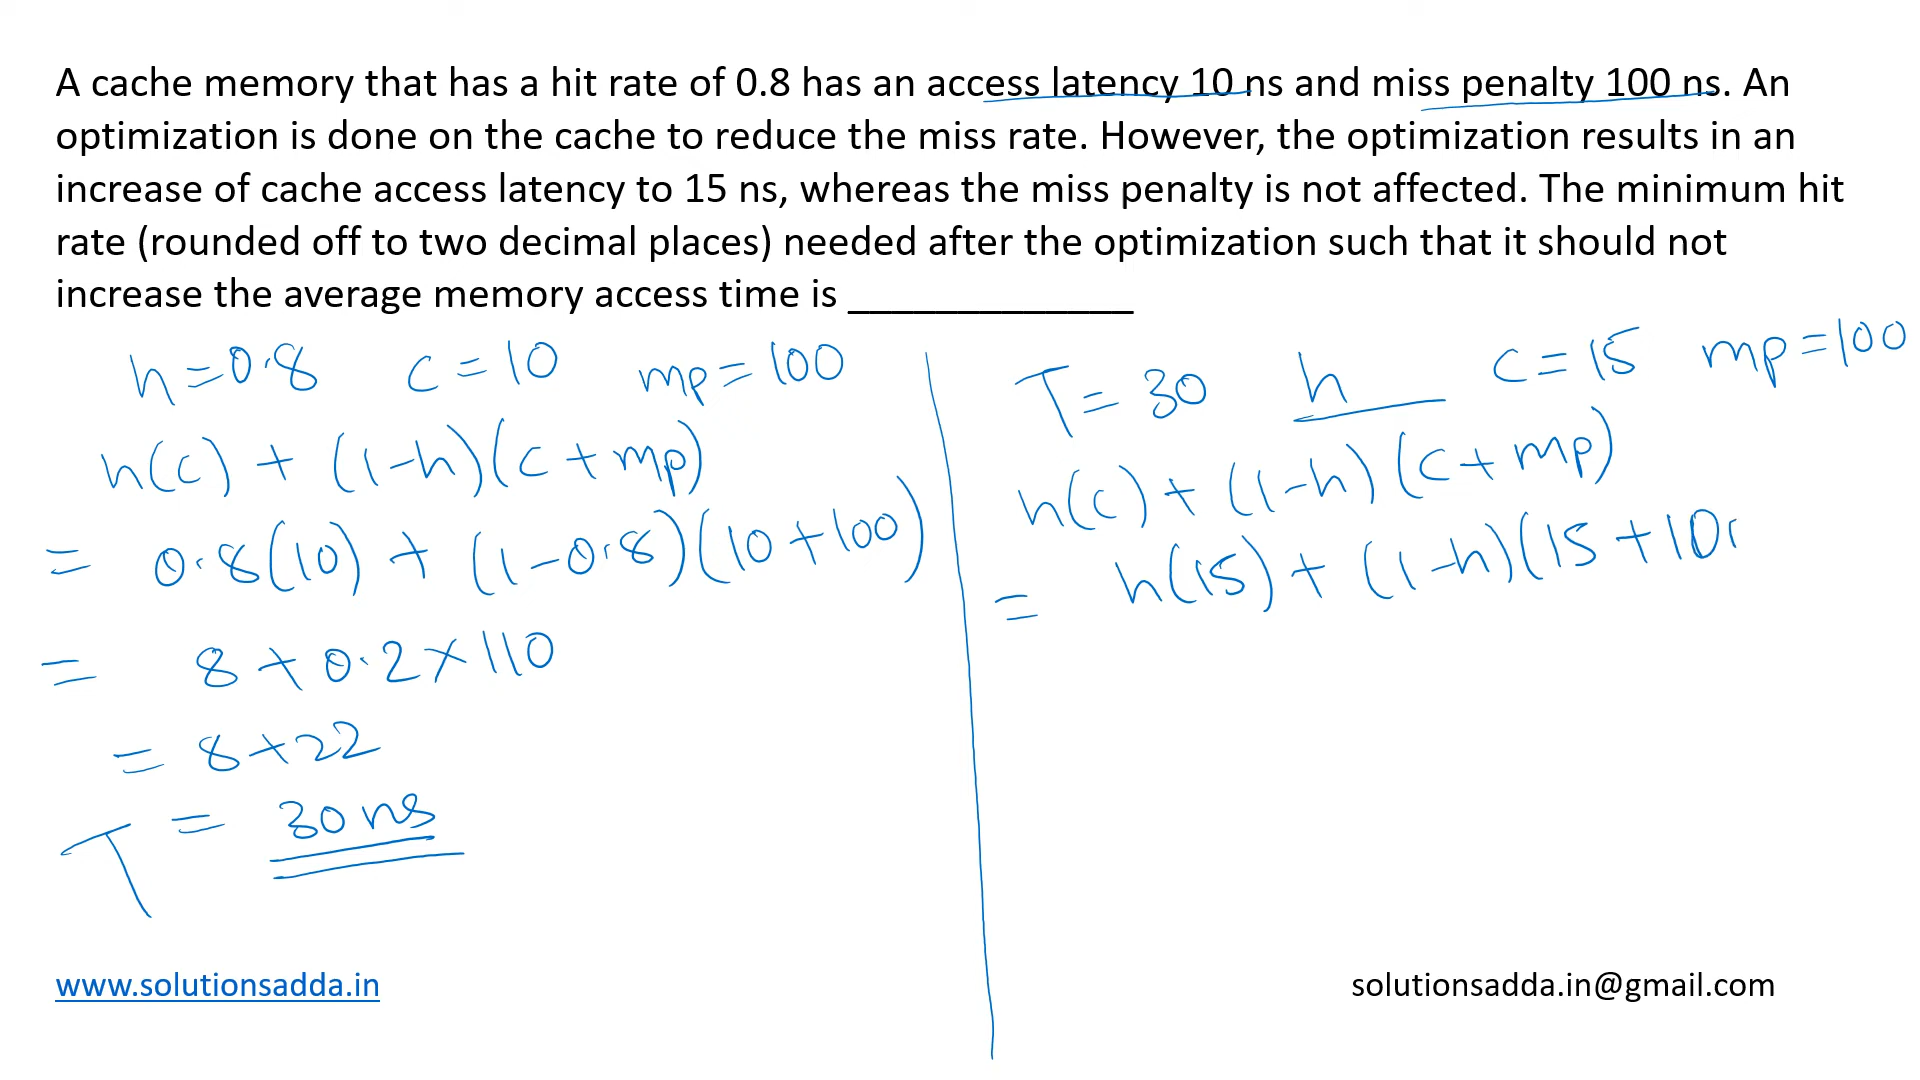 A cache memory that has a hit rate of 0.8 has an access latency 10 ns and miss penalty 100 ns. An
optimization is done on the cache to reduce the miss rate. However, the optimization results in an
increase of cache access latency to 15 ns, whereas the miss penalty is not affected. The minimum hit
rate (rounded off to two decimal places) needed after the optimization such that it should not
increase the average memory access time is ______________
h=0.8 c=10 mp=100
h(c) + (1-h)(c+mp)
= 0.8(10) + (1-0.8)(10+100)
= 8+0.2×110
= 8+22
T = 30 ns
T=30 h c=15 mp=100
h(c)+(1-h)(c+mp)
= h(15)+(1-h)(15+10
www.solutionsadda.in
solutionsadda.in@gmail.com